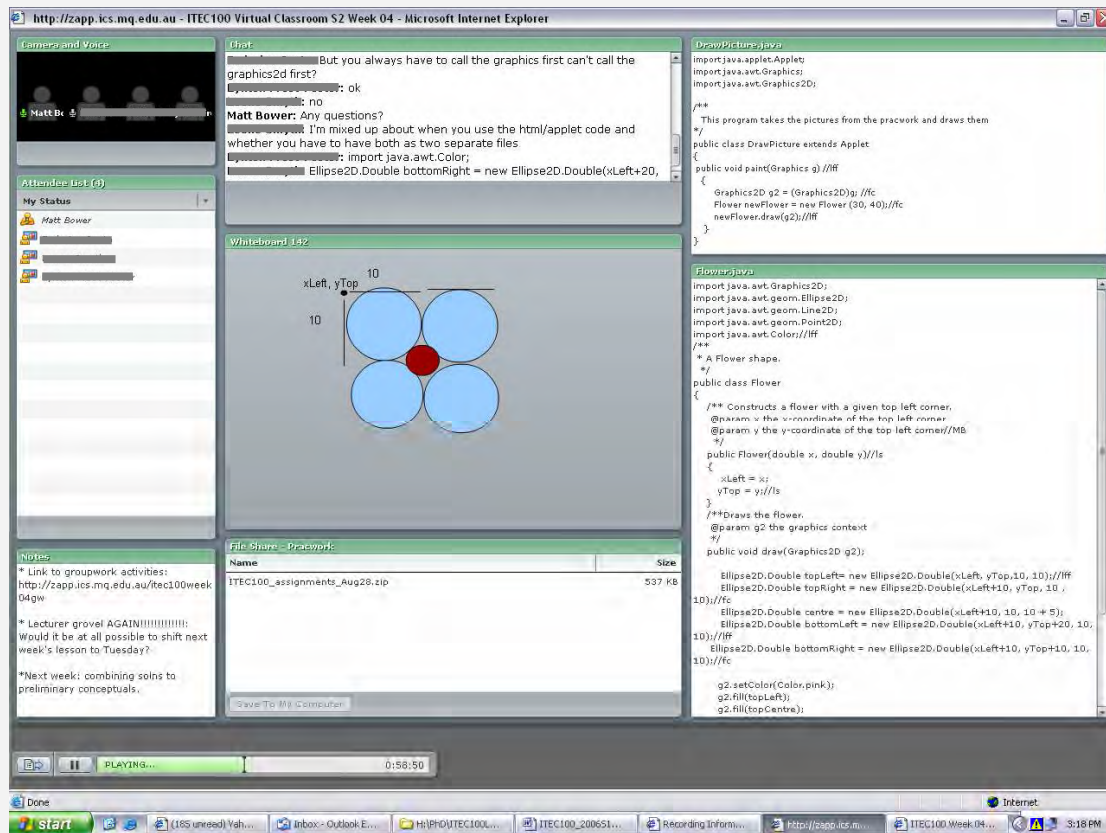 http://zapp.ics.mq.edu.au - ITEC100 Virtual Classroom S2 Week 04 - Microsoft Internet Explorer
Camera and Voice
Matt Bc
Attendee List (4)
My Status
Matt Bower
Notes
* Link to groupwork activities:
http://zapp.ics.mq.edu.au/itec100week
04gw
* Lecturer grovel AGAIN!!!!!!!!!!!!!:
Would it be at all possible to shift next
week's lesson to Tuesday?
*Next week: combining solns to
preliminary conceptuals.
Chat
But you always have to call the graphics first can't call the
graphics2d first?
: ok
: no
Matt Bower: Any questions?
: I'm mixed up about when you use the html/applet code and
whether you have to have both as two separate files
: import java.awt.Color;
: Ellipse2D.Double bottomRight = new Ellipse2D.Double(xLeft+20,
Whiteboard 142
10
xLeft, yTop
10
File Share - Pracwork
Name Size
ITEC100_assignments_Aug28.zip 537 KB
Save To My Computer
DrawPicture.java
import java.applet.Applet;
import java.awt.Graphics;
import java.awt.Graphics2D;
/**
This program takes the pictures from the pracwork and draws them
*/
public class DrawPicture extends Applet
{
public void paint(Graphics g) //lff
{
Graphics2D g2 = (Graphics2D)g; //fc
Flower newFlower = new Flower (30, 40);//fc
newFlower.draw(g2);//lff
}
}
Flower.java
import java.awt.Graphics2D;
import java.awt.geom.Ellipse2D;
import java.awt.geom.Line2D;
import java.awt.geom.Point2D;
import java.awt.Color;//lff
/**
* A Flower shape.
*/
public class Flower
{
/** Constructs a flower with a given top left corner.
@param x the x-coordinate of the top left corner
@param y the y-coordinate of the top left corner//MB
*/
public Flower(double x, double y)//ls
{
xLeft = x;
yTop = y;//ls
}
/**Draws the flower.
@param g2 the graphics context
*/
public void draw(Graphics2D g2);
Ellipse2D.Double topLeft= new Ellipse2D.Double(xLeft, yTop,10, 10);//lff
Ellipse2D.Double topRight = new Ellipse2D.Double(xLeft+10, yTop, 10 ,
10);//fc
Ellipse2D.Double centre = new Ellipse2D.Double(xLeft+10, 10, 10 + 5);
Ellipse2D.Double bottomLeft = new Ellipse2D.Double(xLeft+10, yTop+20, 10,
10);//lff
Ellipse2D.Double bottomRight = new Ellipse2D.Double(xLeft+10, yTop+10, 10,
10);//fc
g2.setColor(Color.pink);
g2.fill(topLeft);
g2.fill(topCentre);
PLAYING... 0:58:50
Done
Internet
start
(185 unread) Yah...
Inbox - Outlook E...
H:\PhD\ITEC100L...
ITEC100_2006S1...
Recording Inform...
http://zapp.ics.m...
ITEC100 Week 04...
3:18 PM